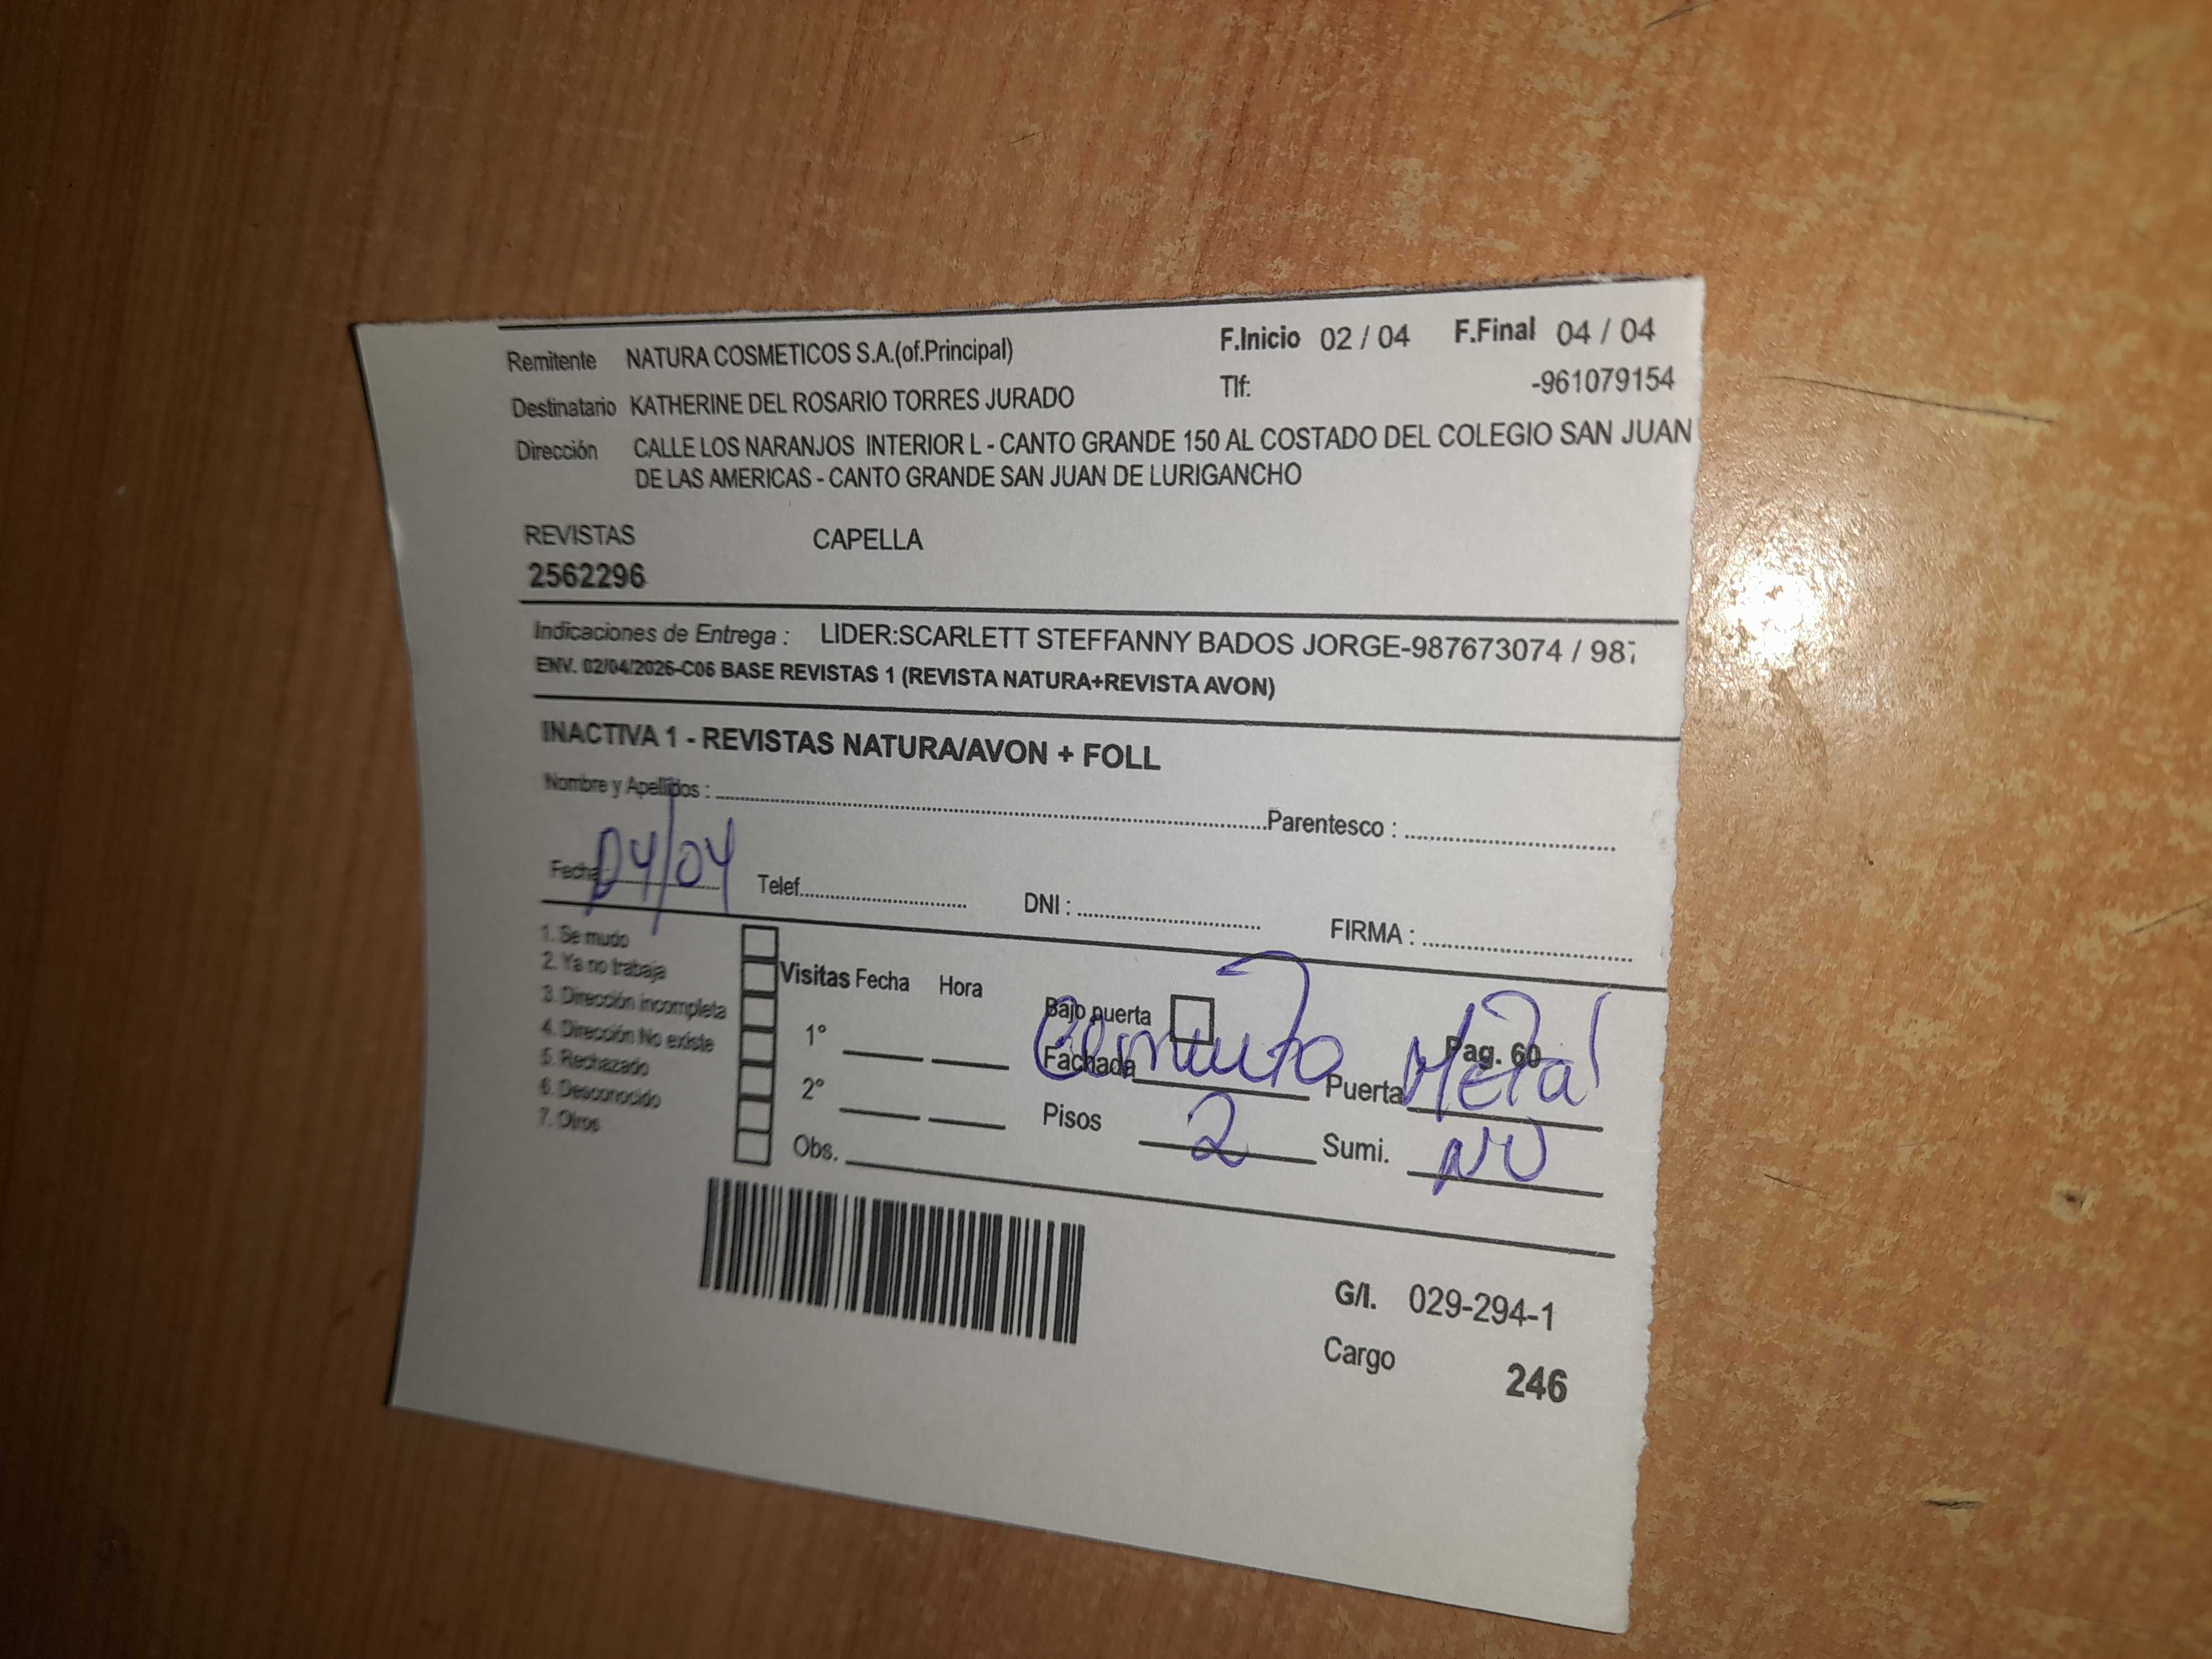 Remitente NATURA COSMETICOS S.A.(of.Principal) F.Inicio 02 / 04 F.Final 04 / 04
Destinatario KATHERINE DEL ROSARIO TORRES JURADO Tlf: -961079154
Dirección CALLE LOS NARANJOS INTERIOR L - CANTO GRANDE 150 AL COSTADO DEL COLEGIO SAN JUAN
DE LAS AMERICAS - CANTO GRANDE SAN JUAN DE LURIGANCHO
REVISTAS CAPELLA
2562296
Indicaciones de Entrega : LIDER:SCARLETT STEFFANNY BADOS JORGE-987673074 / 987
ENV. 02/04/2026-C06 BASE REVISTAS 1 (REVISTA NATURA+REVISTA AVON)
INACTIVA 1 - REVISTAS NATURA/AVON + FOLL
Nombre y Apellidos : Parentesco :
Fecha: 04/04 Telef. DNI : FIRMA :
1. Se mudo
2. Ya no trabaja Visitas Fecha Hora
3. Dirección incompleta Bajo puerta Pag. 60
4. Dirección No existe 1° Fachada Cemento Puerta Metal
5. Rechazado
6. Desconocido 2° Pisos 2 Sumi. NO
7. Otros Obs.
G/I. 029-294-1
Cargo 246